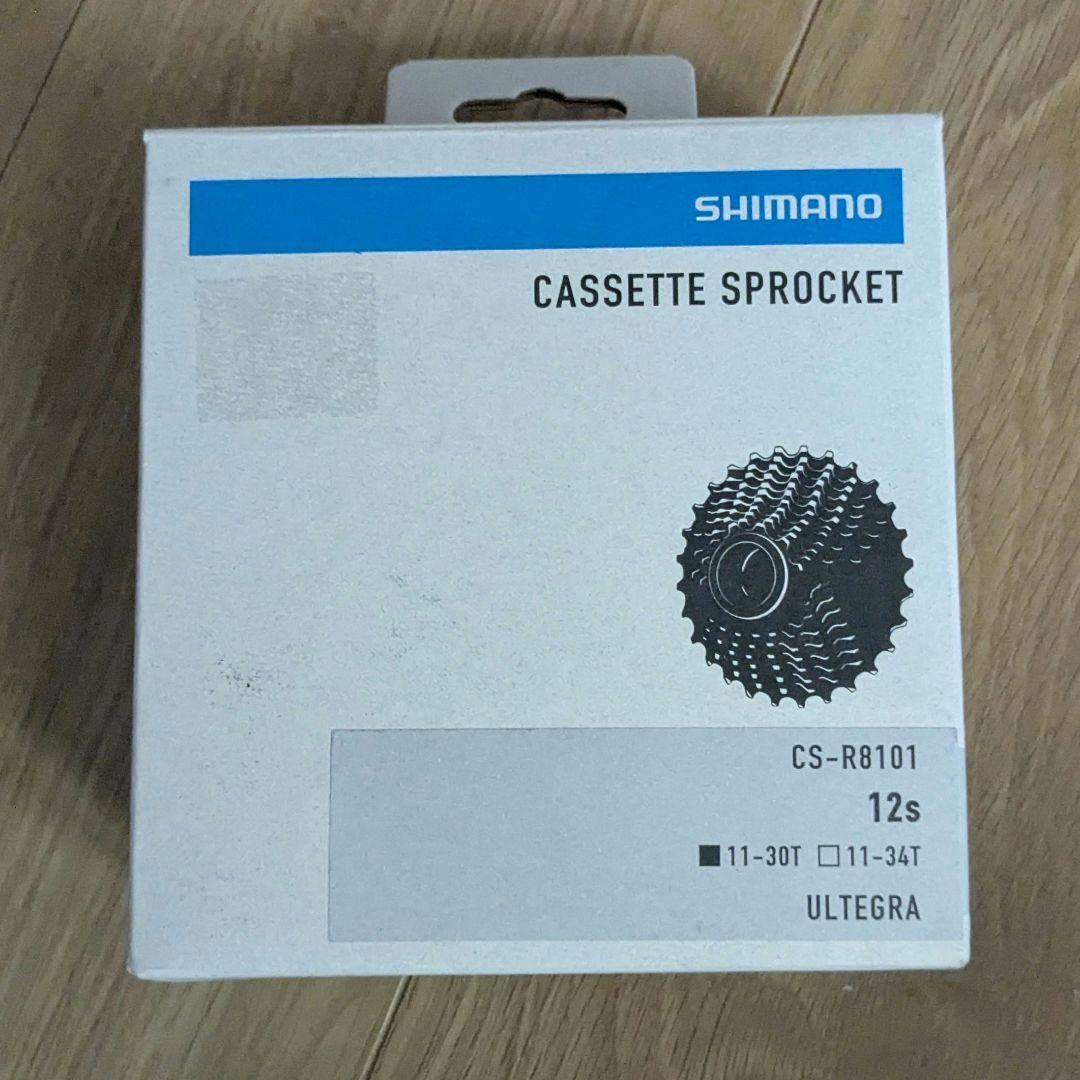 SHIMANO
CASSETTE SPROCKET
CS-R8101
12s
■11-30T □11-34T
ULTEGRA